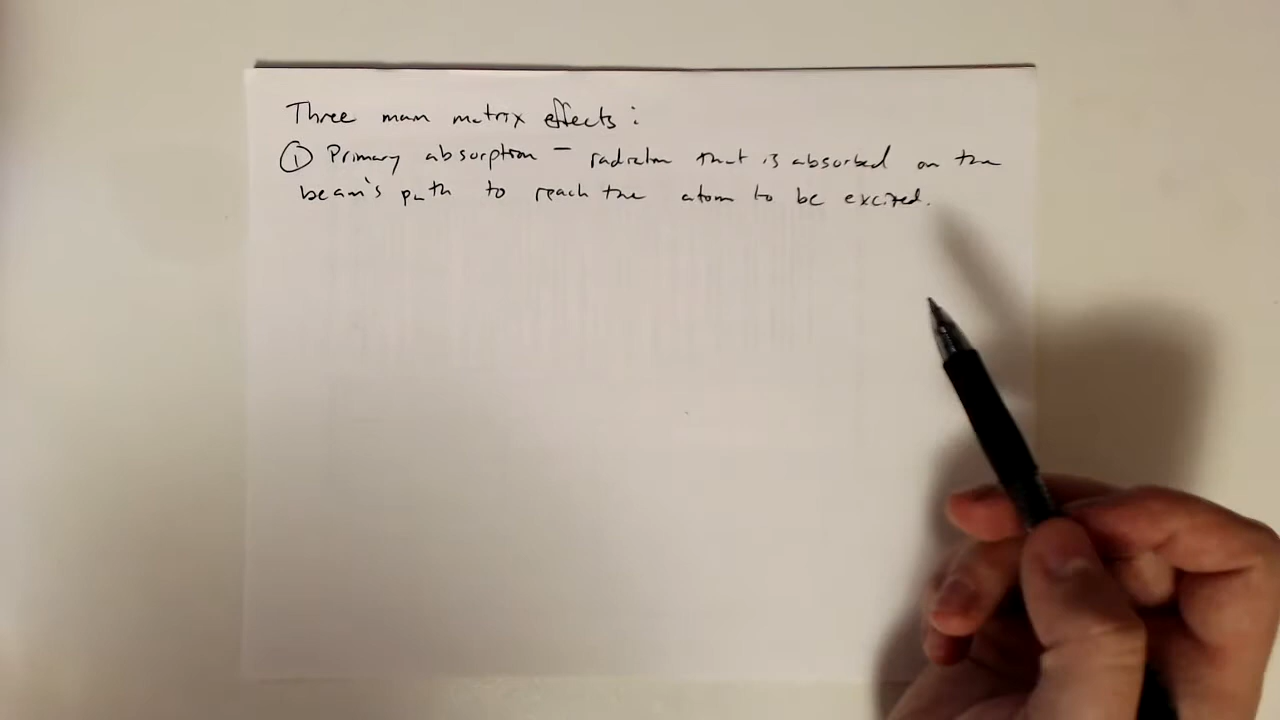 Three main matrix effects:
① Primary absorption - radiation that is absorbed on the
beam's path to reach the atom to be excited.